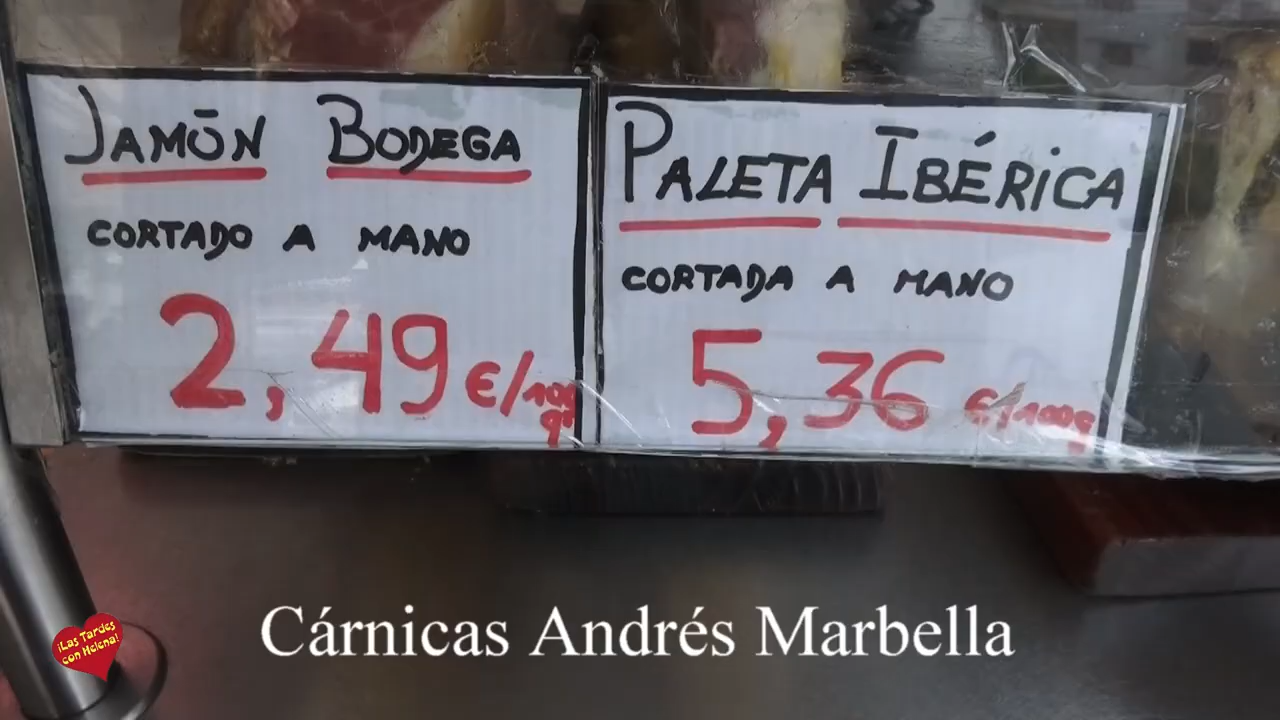 JAMÓN BODEGA
CORTADO A MANO
2,49 €/100 gr
PALETA IBÉRICA
CORTADA A MANO
5,36 €/100g
Cárnicas Andrés Marbella
¡Las Tardes
con Helena!